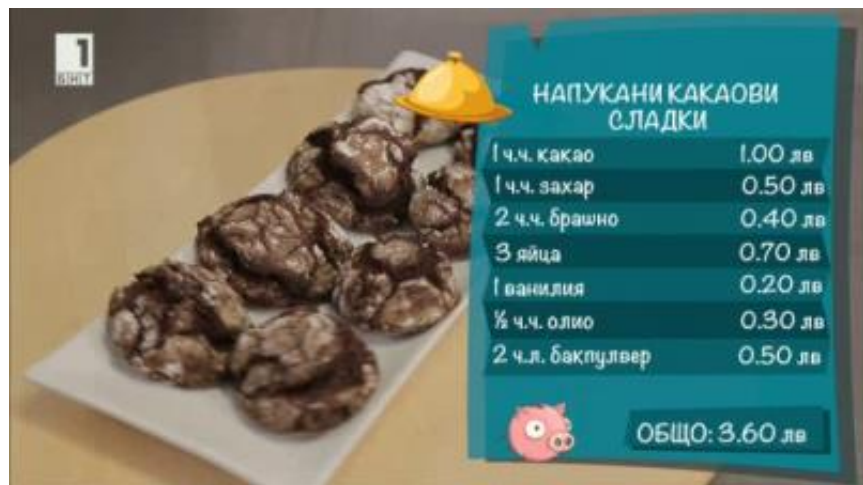 1
БНТ
НАПУКАНИ КАКАОВИ
СЛАДКИ
1 ч.ч. какао 1.00 лв
1 ч.ч. захар 0.50 лв
2 ч.ч. брашно 0.40 лв
3 яйца 0.70 лв
1 ванилия 0.20 лв
½ ч.ч. олио 0.30 лв
2 ч.л. бакпулвер 0.50 лв
ОБЩО: 3.60 лв